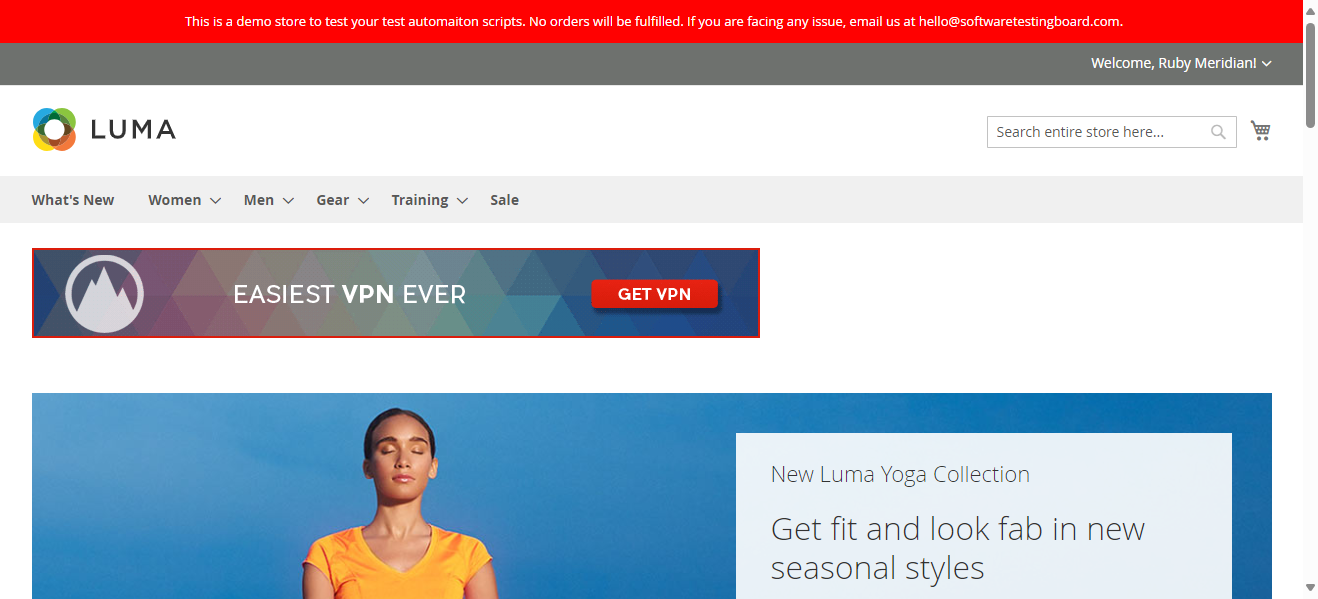 This is a demo store to test your test automaiton scripts. No orders will be fulfilled. If you are facing any issue, email us at hello@softwaretestingboard.com.
Welcome, Ruby Meridian!
LUMA
Search entire store here...
What's New Women Men Gear Training Sale
EASIEST VPN EVER
GET VPN
New Luma Yoga Collection
Get fit and look fab in new
seasonal styles